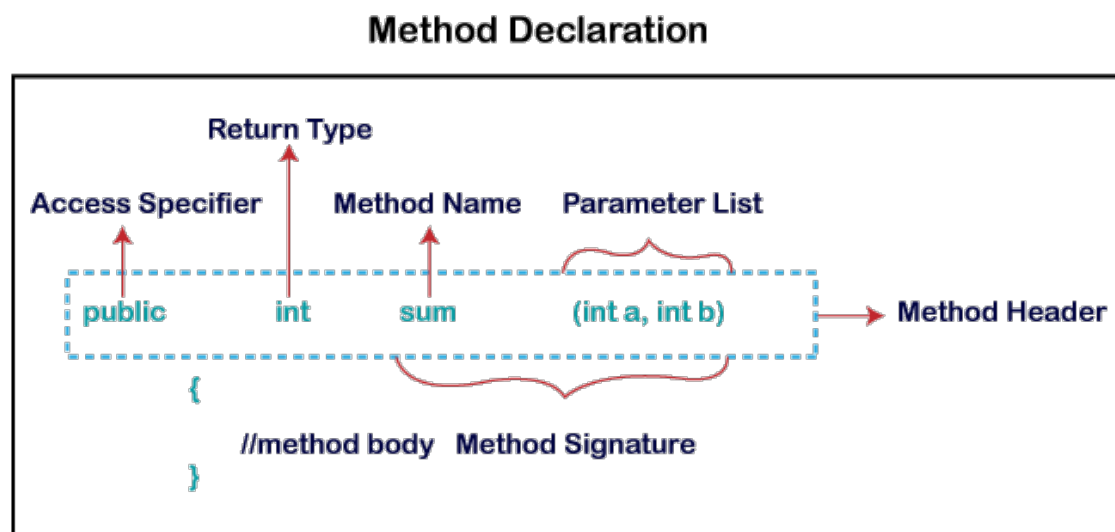 Method Declaration
Return Type
Access Specifier Method Name Parameter List
public int sum (int a, int b) Method Header
{
//method body Method Signature
}